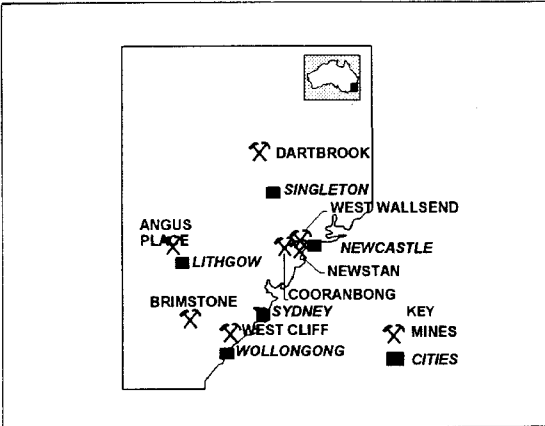 DARTBROOK
SINGLETON
WEST WALLSEND
ANGUS
PLACE
NEWCASTLE
LITHGOW
NEWSTAN
COORANBONG
BRIMSTONE
SYDNEY
KEY
WEST CLIFF
MINES
WOLLONGONG
CITIES